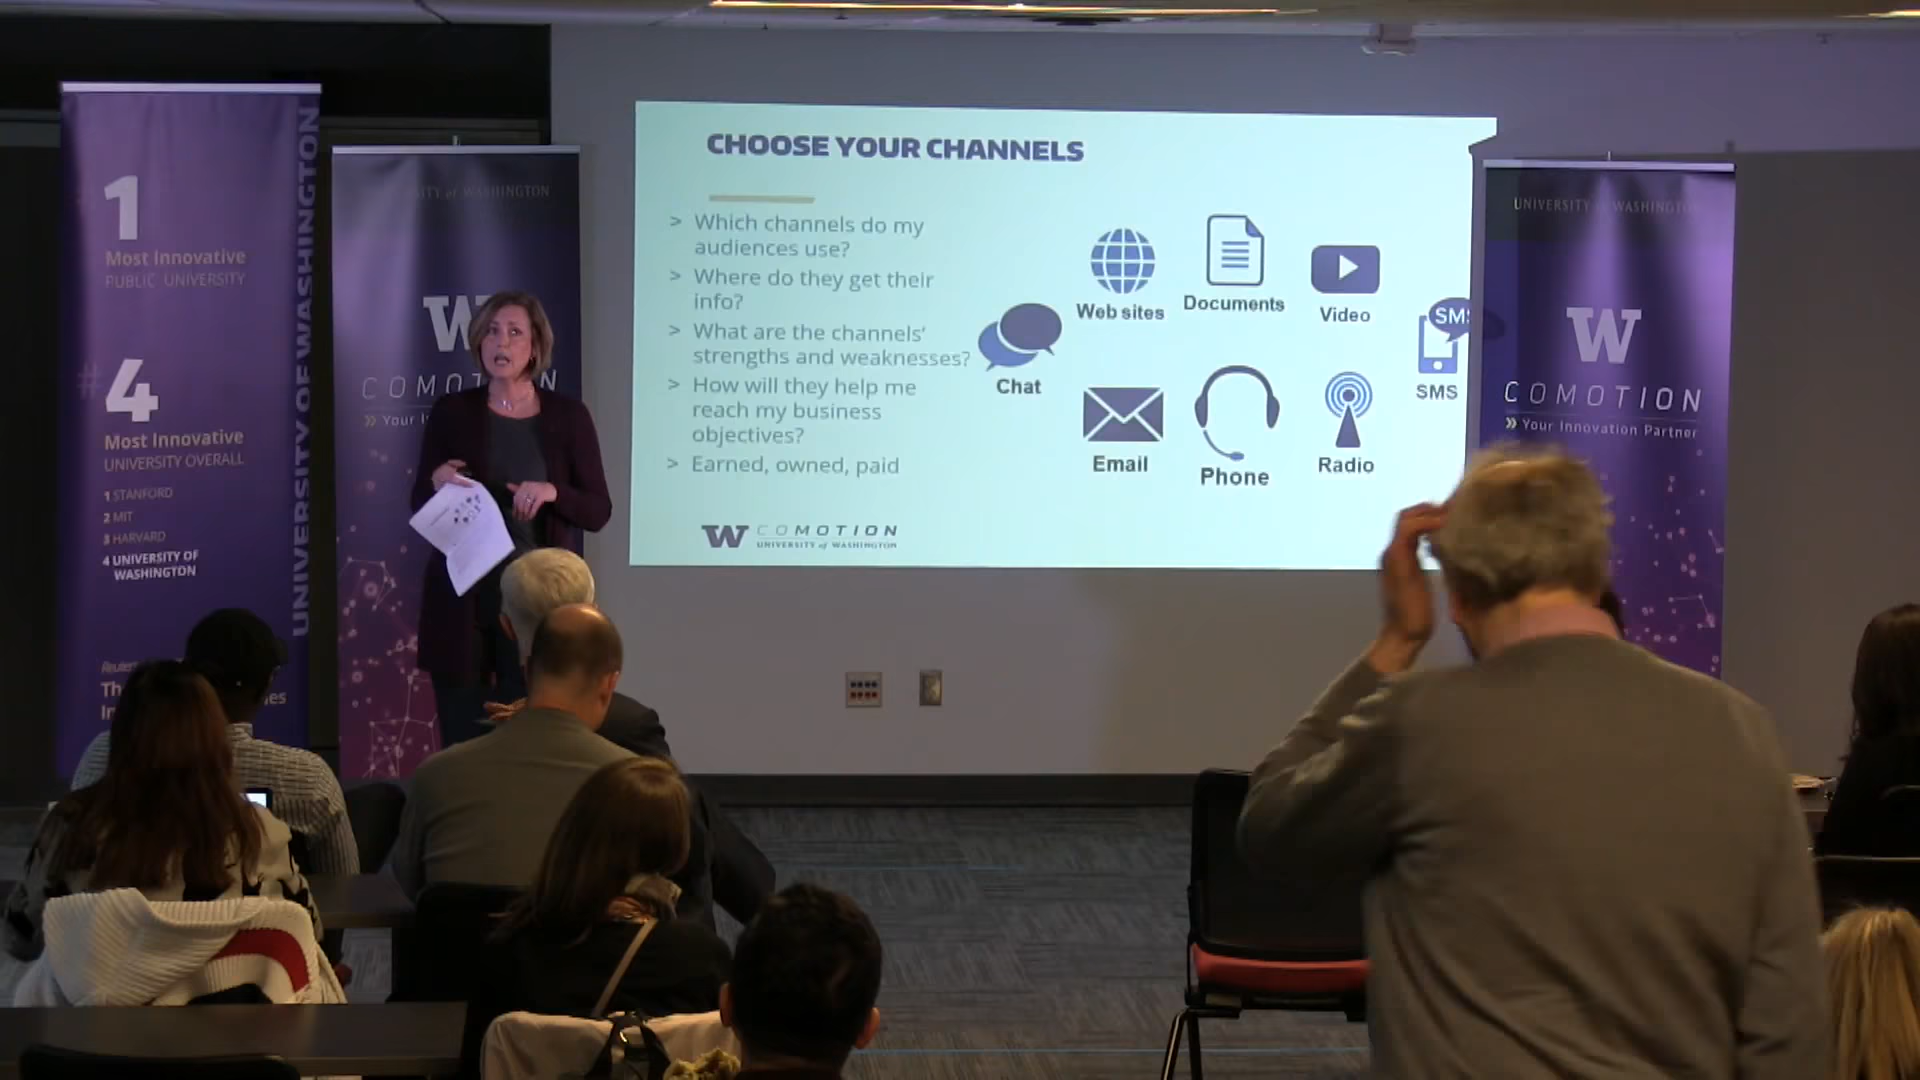 1
Most Innovative
PUBLIC UNIVERSITY
#4
Most Innovative
UNIVERSITY OVERALL
1 STANFORD
2 MIT
3 HARVARD
4 UNIVERSITY OF
WASHINGTON
Reuters
UNIVERSITY OF WASHINGTON
of WASHINGTON
W
COMOTION
» Your
CHOOSE YOUR CHANNELS
> Which channels do my
audiences use?
> Where do they get their
info?
> What are the channels'
strengths and weaknesses?
> How will they help me
reach my business
objectives?
> Earned, owned, paid
W COMOTION
UNIVERSITY of WASHINGTON
Chat
Web sites
Documents
Video
SMS
SMS
Email
Phone
Radio
UNIVERSITY of WASHINGTON
W
COMOTION
» Your Innovation Partner